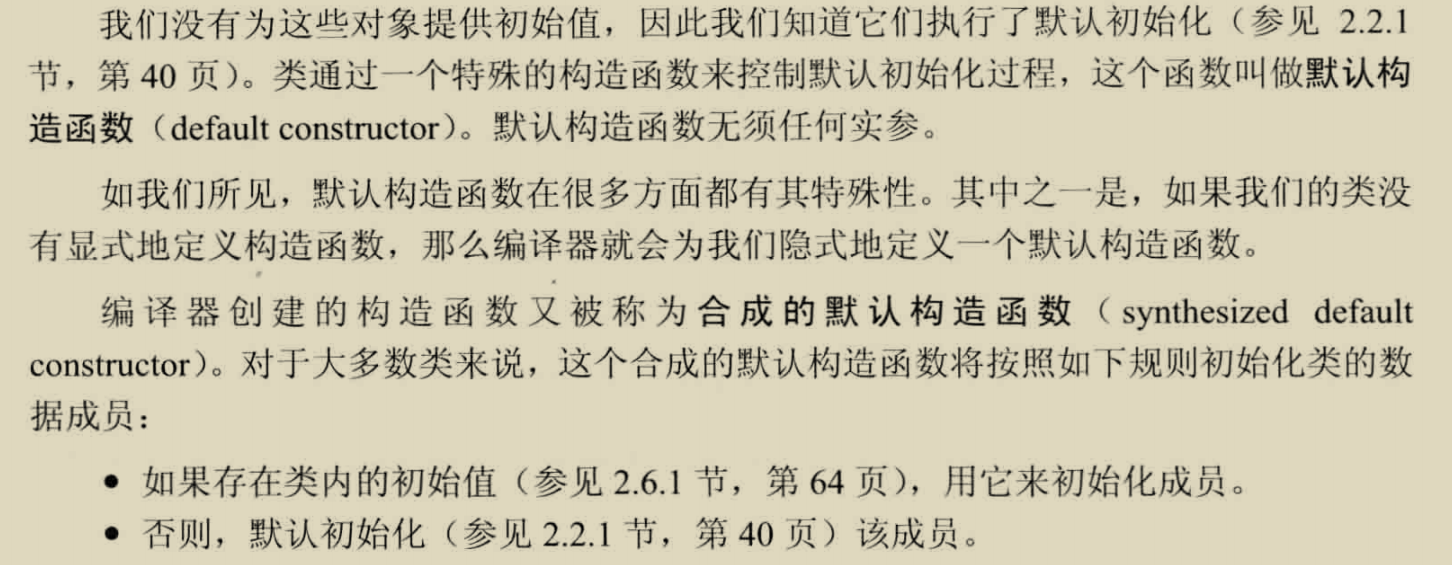 我们没有为这些对象提供初始值，因此我们知道它们执行了默认初始化（参见 2.2.1
节，第 40 页）。类通过一个特殊的构造函数来控制默认初始化过程，这个函数叫做默认构
造函数（default constructor）。默认构造函数无须任何实参。
如我们所见，默认构造函数在很多方面都有其特殊性。其中之一是，如果我们的类没
有显式地定义构造函数，那么编译器就会为我们隐式地定义一个默认构造函数。
编译器创建的构造函数又被称为合成的默认构造函数（synthesized default
constructor）。对于大多数类来说，这个合成的默认构造函数将按照如下规则初始化类的数
据成员：
• 如果存在类内的初始值（参见 2.6.1 节，第 64 页），用它来初始化成员。
• 否则，默认初始化（参见 2.2.1 节，第 40 页）该成员。